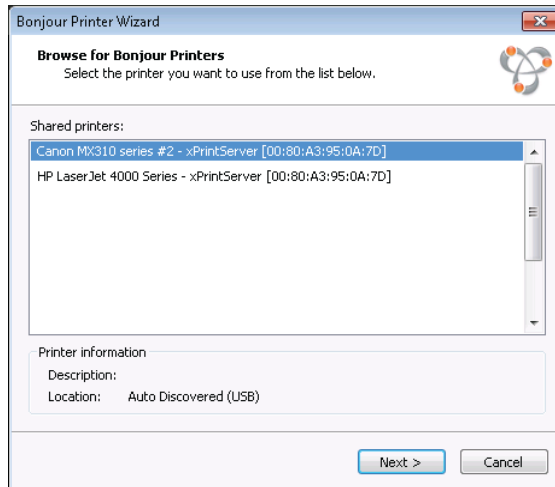 Bonjour Printer Wizard
Browse for Bonjour Printers
Select the printer you want to use from the list below.
Shared printers:
Canon MX310 series #2 - xPrintServer [00:80:A3:95:0A:7D]
HP LaserJet 4000 Series - xPrintServer [00:80:A3:95:0A:7D]
Printer information
Description:
Location: Auto Discovered (USB)
Next > Cancel